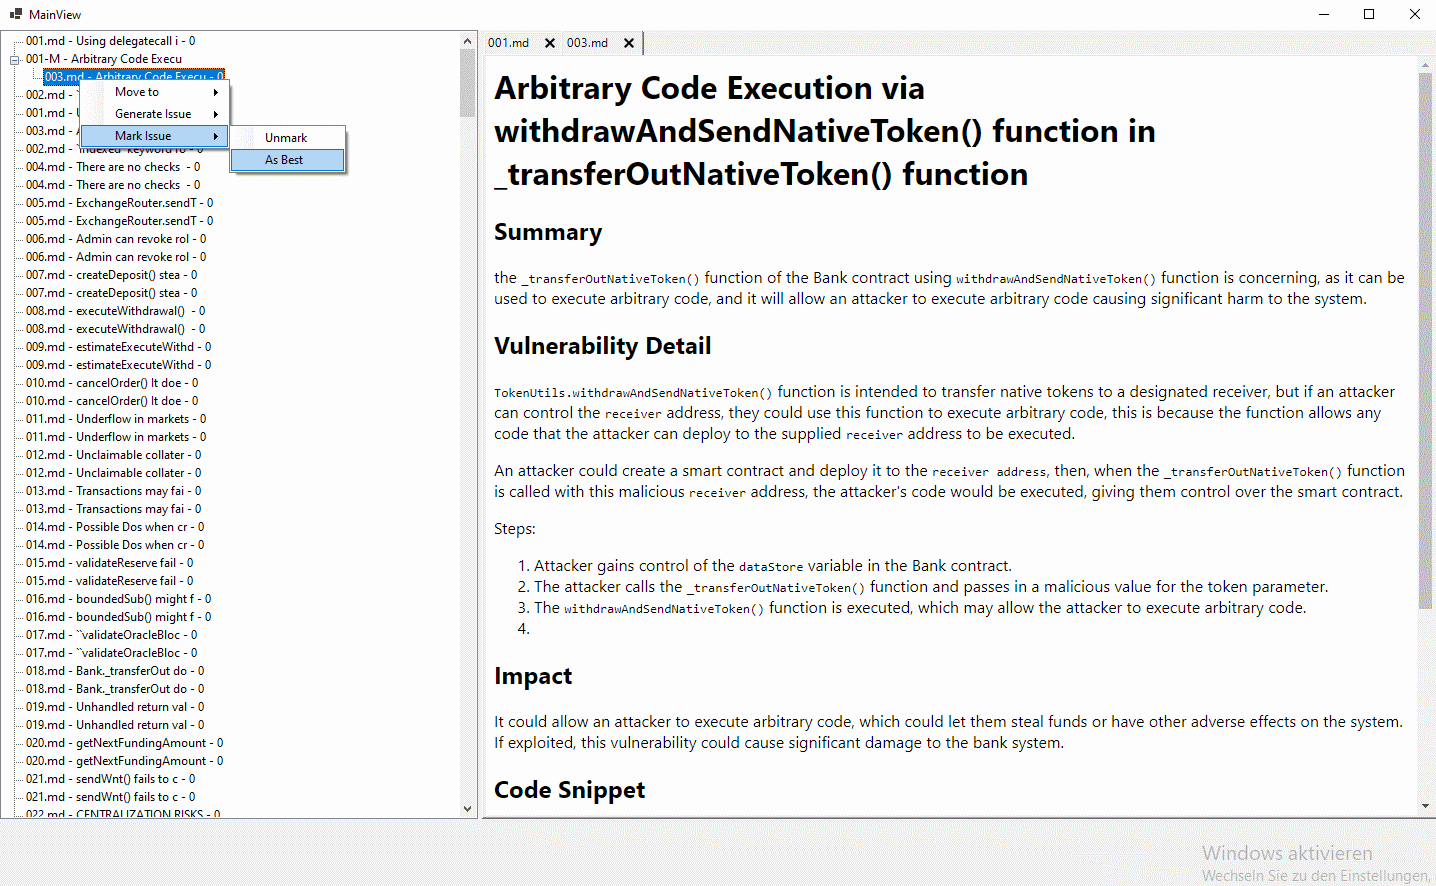 MainView
001.md - Using delegatecall i - 0
001-M - Arbitrary Code Execu
003.md - Arbitrary Code Execu - 0
002.md - `
001.md - U
003.md - A
002.md - `indexed` keyword fo - 0
004.md - There are no checks  - 0
004.md - There are no checks  - 0
005.md - ExchangeRouter.sendT - 0
005.md - ExchangeRouter.sendT - 0
006.md - Admin can revoke rol - 0
006.md - Admin can revoke rol - 0
007.md - createDeposit() stea - 0
007.md - createDeposit() stea - 0
008.md - executeWithdrawal()  - 0
008.md - executeWithdrawal()  - 0
009.md - estimateExecuteWithd - 0
009.md - estimateExecuteWithd - 0
010.md - cancelOrder() It doe - 0
010.md - cancelOrder() It doe - 0
011.md - Underflow in markets - 0
011.md - Underflow in markets - 0
012.md - Unclaimable collater - 0
012.md - Unclaimable collater - 0
013.md - Transactions may fai - 0
013.md - Transactions may fai - 0
014.md - Possible Dos when cr - 0
014.md - Possible Dos when cr - 0
015.md - validateReserve fail - 0
015.md - validateReserve fail - 0
016.md - boundedSub() might f - 0
016.md - boundedSub() might f - 0
017.md - ``validateOracleBloc - 0
017.md - ``validateOracleBloc - 0
018.md - Bank._transferOut do - 0
018.md - Bank._transferOut do - 0
019.md - Unhandled return val - 0
019.md - Unhandled return val - 0
020.md - getNextFundingAmount - 0
020.md - getNextFundingAmount - 0
021.md - sendWnt() fails to c - 0
021.md - sendWnt() fails to c - 0
022.md - CENTRALIZATION RISKS - 0
Move to
Generate Issue
Mark Issue
Unmark
As Best
001.md 003.md
Arbitrary Code Execution via
withdrawAndSendNativeToken() function in
_transferOutNativeToken() function
Summary
the _transferOutNativeToken() function of the Bank contract using withdrawAndSendNativeToken() function is concerning, as it can be
used to execute arbitrary code, and it will allow an attacker to execute arbitrary code causing significant harm to the system.
Vulnerability Detail
TokenUtils.withdrawAndSendNativeToken() function is intended to transfer native tokens to a designated receiver, but if an attacker
can control the receiver address, they could use this function to execute arbitrary code, this is because the function allows any
code that the attacker can deploy to the supplied receiver address to be executed.
An attacker could create a smart contract and deploy it to the receiver address, then, when the _transferOutNativeToken() function
is called with this malicious receiver address, the attacker's code would be executed, giving them control over the smart contract.
Steps:
1. Attacker gains control of the dataStore variable in the Bank contract.
2. The attacker calls the _transferOutNativeToken() function and passes in a malicious value for the token parameter.
3. The withdrawAndSendNativeToken() function is executed, which may allow the attacker to execute arbitrary code.
4.
Impact
It could allow an attacker to execute arbitrary code, which could let them steal funds or have other adverse effects on the system.
If exploited, this vulnerability could cause significant damage to the bank system.
Code Snippet
Windows aktivieren
Wechseln Sie zu den Einstellungen,